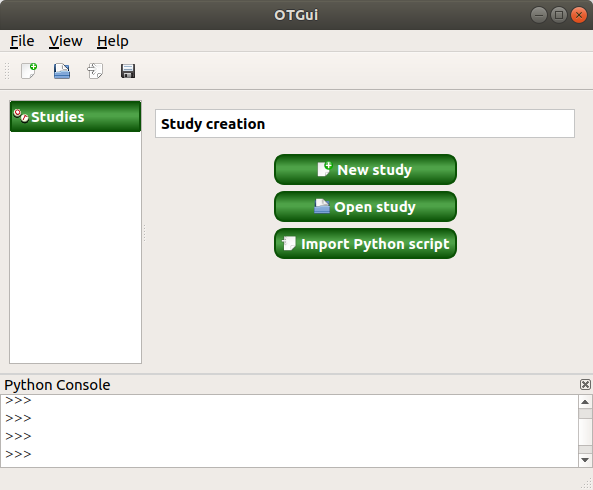 OTGui
File View Help
Studies
Study creation
New study
Open study
Import Python script
Python Console
>>>
>>>
>>>
>>>